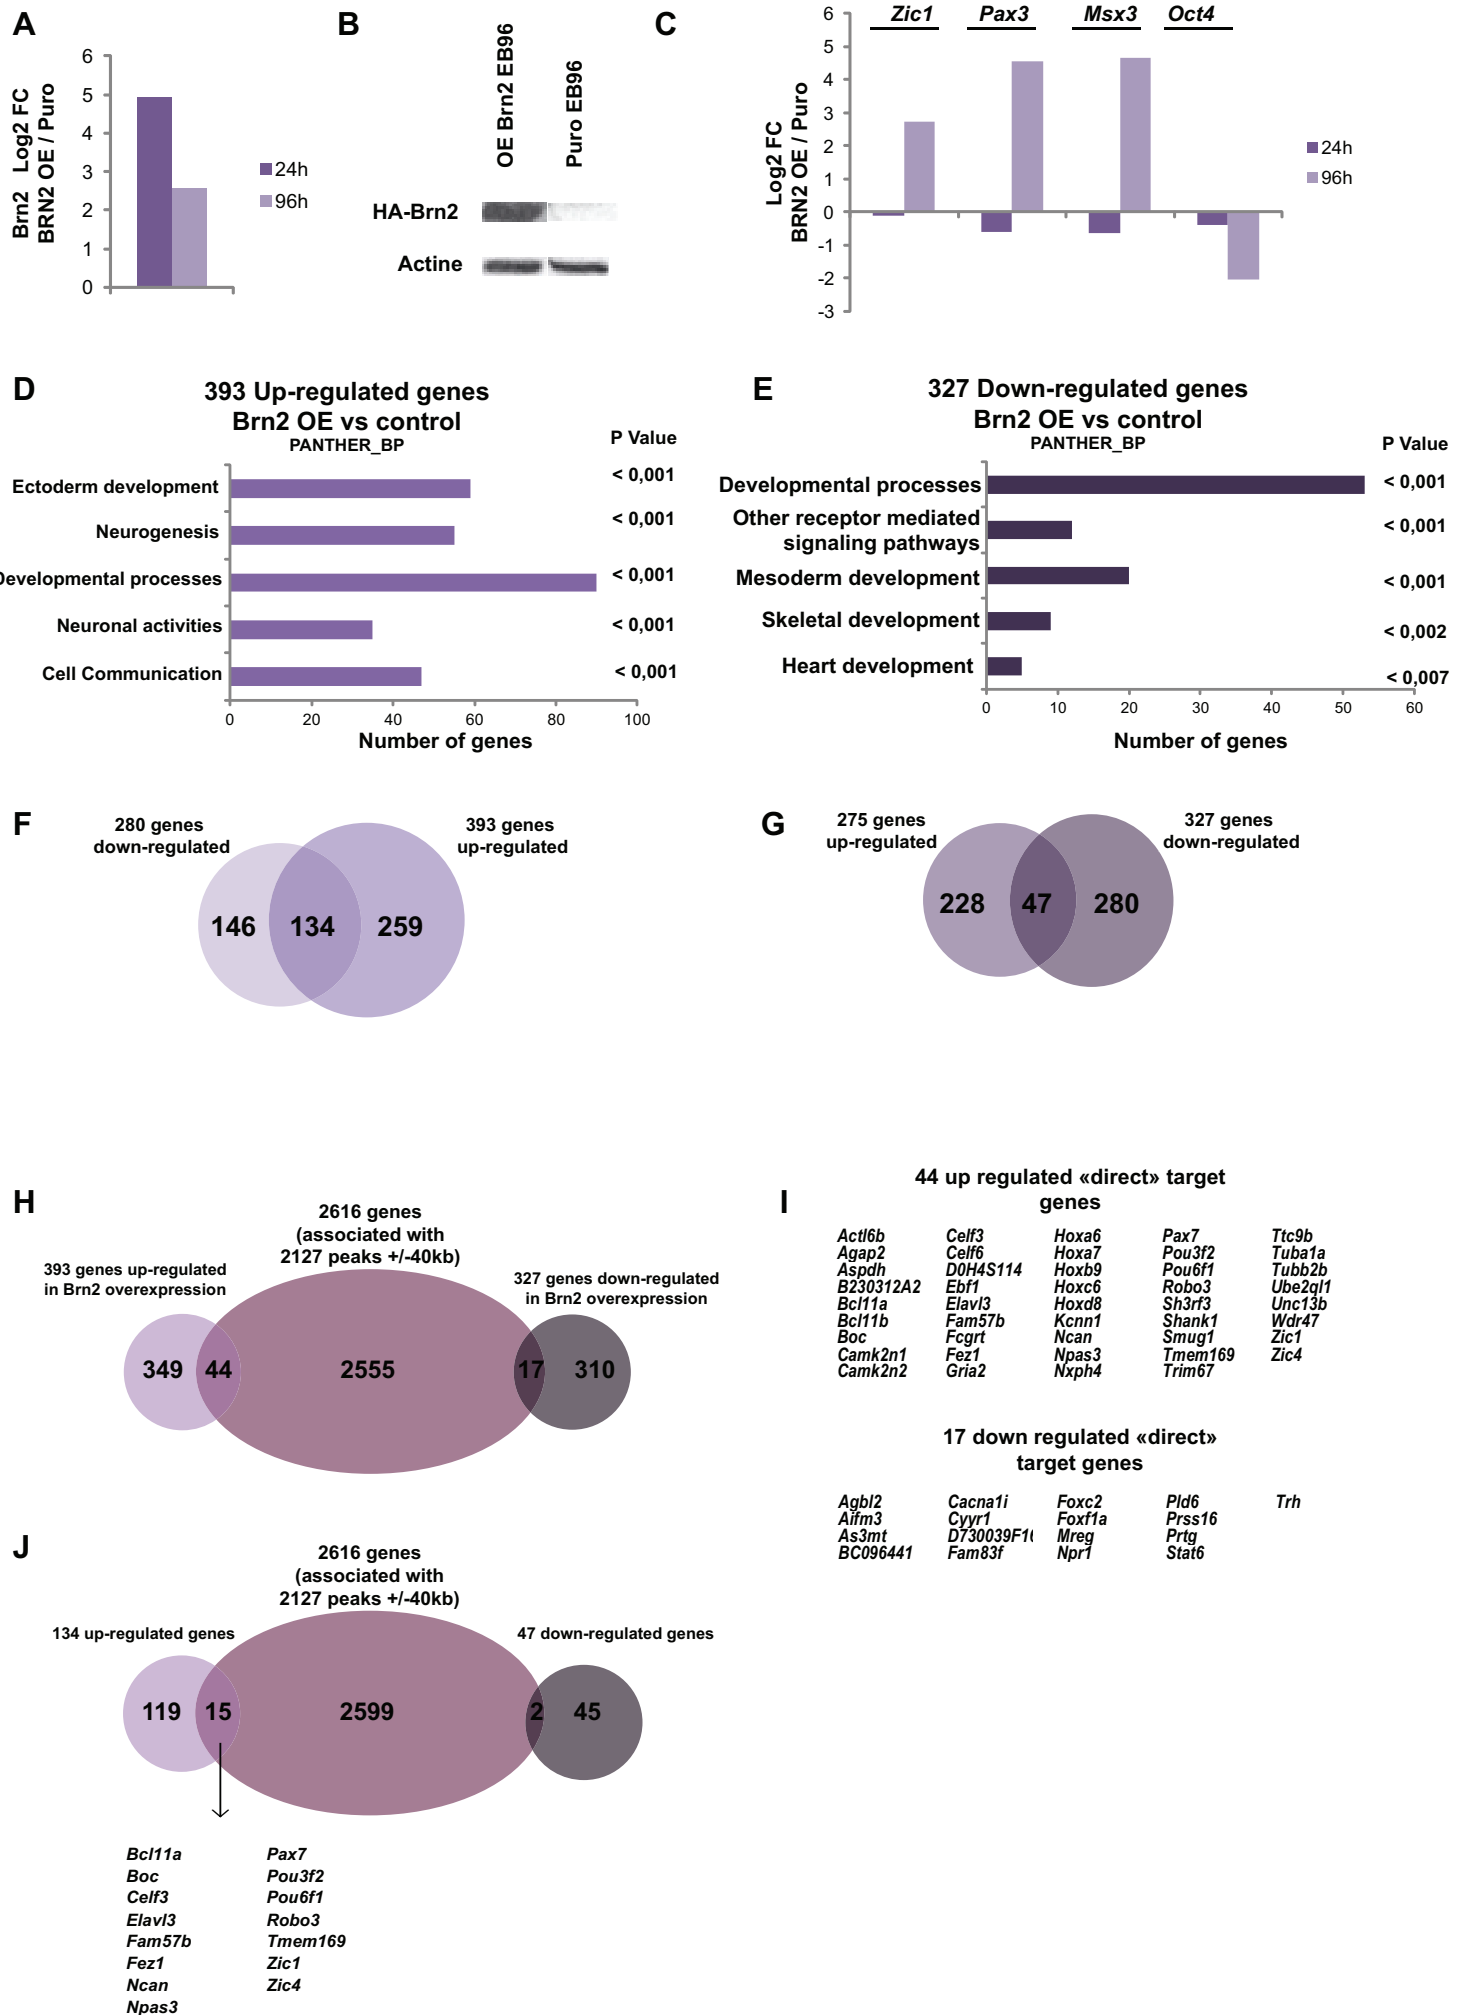 A
6
5
4
3
2
1
0
Brn2 Log2 FC
BRN2 OE / Puro
24h
96h
B
OE Brn2 EB96
Puro EB96
HA-Brn2
Actine
C
Zic1 Pax3 Msx3 Oct4
6
5
4
3
2
1
0
-1
-2
-3
Log2 FC
BRN2 OE / Puro
24h
96h
D
393 Up-regulated genes
Brn2 OE vs control
PANTHER_BP
P Value
Ectoderm development < 0,001
Neurogenesis < 0,001
Developmental processes < 0,001
Neuronal activities < 0,001
Cell Communication < 0,001
0 20 40 60 80 100
Number of genes
E
327 Down-regulated genes
Brn2 OE vs control
PANTHER_BP
P Value
Developmental processes < 0,001
Other receptor mediated
signaling pathways < 0,001
Mesoderm development < 0,001
Skeletal development < 0,002
Heart development < 0,007
0 10 20 30 40 50 60
Number of genes
F
280 genes
down-regulated
393 genes
up-regulated
146 134 259
G
275 genes
up-regulated
327 genes
down-regulated
228 47 280
H
2616 genes
(associated with
2127 peaks +/-40kb)
393 genes up-regulated
in Brn2 overexpression
327 genes down-regulated
in Brn2 overexpression
349 44 2555 17 310
I
44 up regulated «direct» target
genes
Actl6b Celf3 Hoxa6 Pax7 Ttc9b
Agap2 Celf6 Hoxa7 Pou3f2 Tuba1a
Aspdh D0H4S114 Hoxb9 Pou6f1 Tubb2b
B230312A2 Ebf1 Hoxc6 Robo3 Ube2ql1
Bcl11a Elavl3 Hoxd8 Sh3rf3 Unc13b
Bcl11b Fam57b Kcnn1 Shank1 Wdr47
Boc Fcgrt Ncan Smug1 Zic1
Camk2n1 Fez1 Npas3 Tmem169 Zic4
Camk2n2 Gria2 Nxph4 Trim67
17 down regulated «direct»
target genes
Agbl2 Cacna1i Foxc2 Pld6 Trh
Aifm3 Cyyr1 Foxf1a Prss16
As3mt D730039F1 Mreg Prtg
BC096441 Fam83f Npr1 Stat6
J
2616 genes
(associated with
2127 peaks +/-40kb)
134 up-regulated genes
47 down-regulated genes
119 15 2599 2 45
Bcl11a Pax7
Boc Pou3f2
Celf3 Pou6f1
Elavl3 Robo3
Fam57b Tmem169
Fez1 Zic1
Ncan Zic4
Npas3